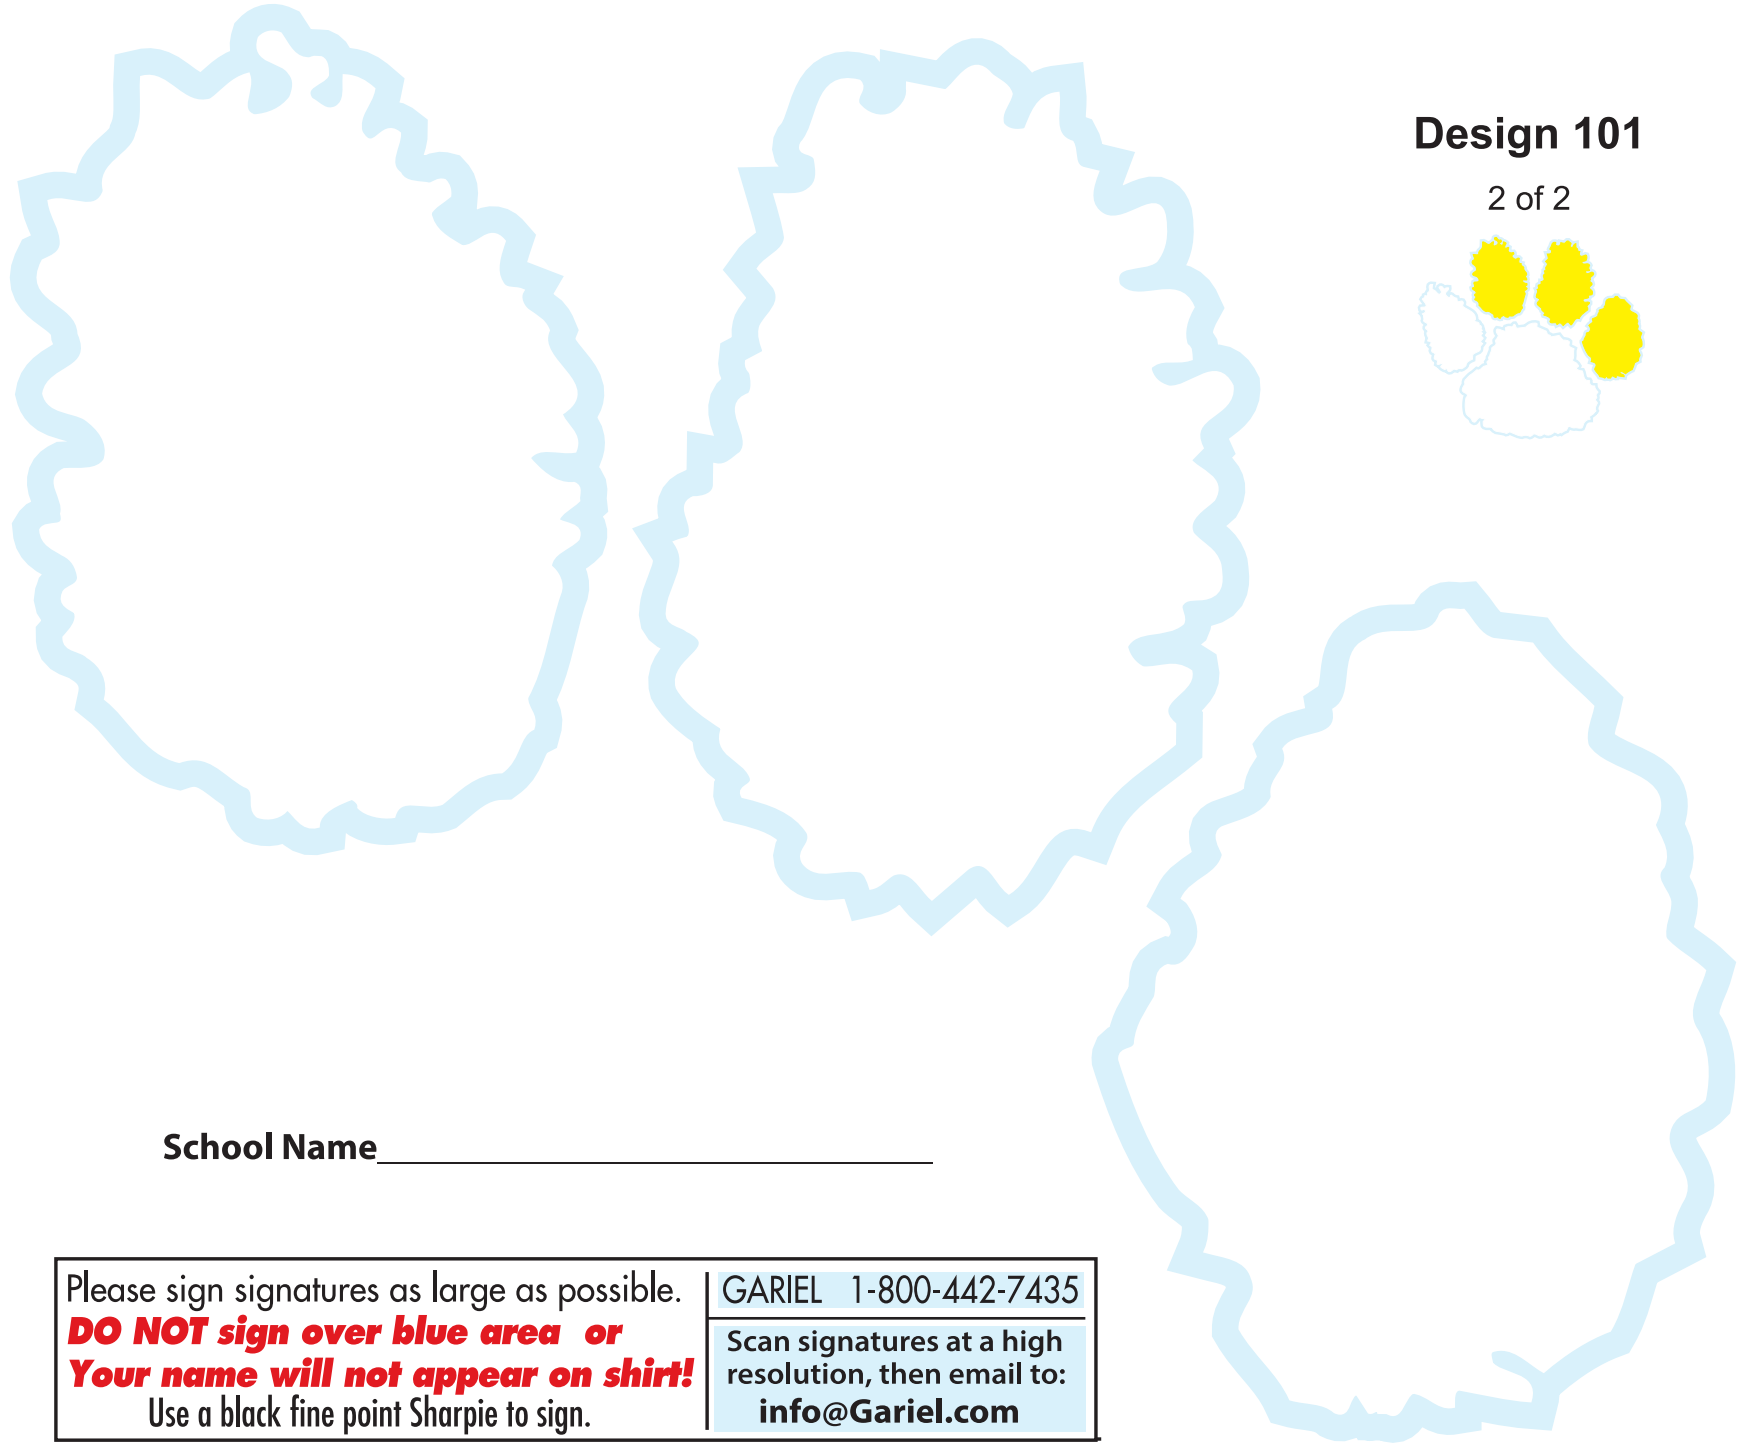 Design 101
2 of 2
School Name
Please sign signatures as large as possible.
DO NOT sign over blue area or
Your name will not appear on shirt!
Use a black fine point Sharpie to sign.
GARIEL 1-800-442-7435
Scan signatures at a high
resolution, then email to:
info@Gariel.com